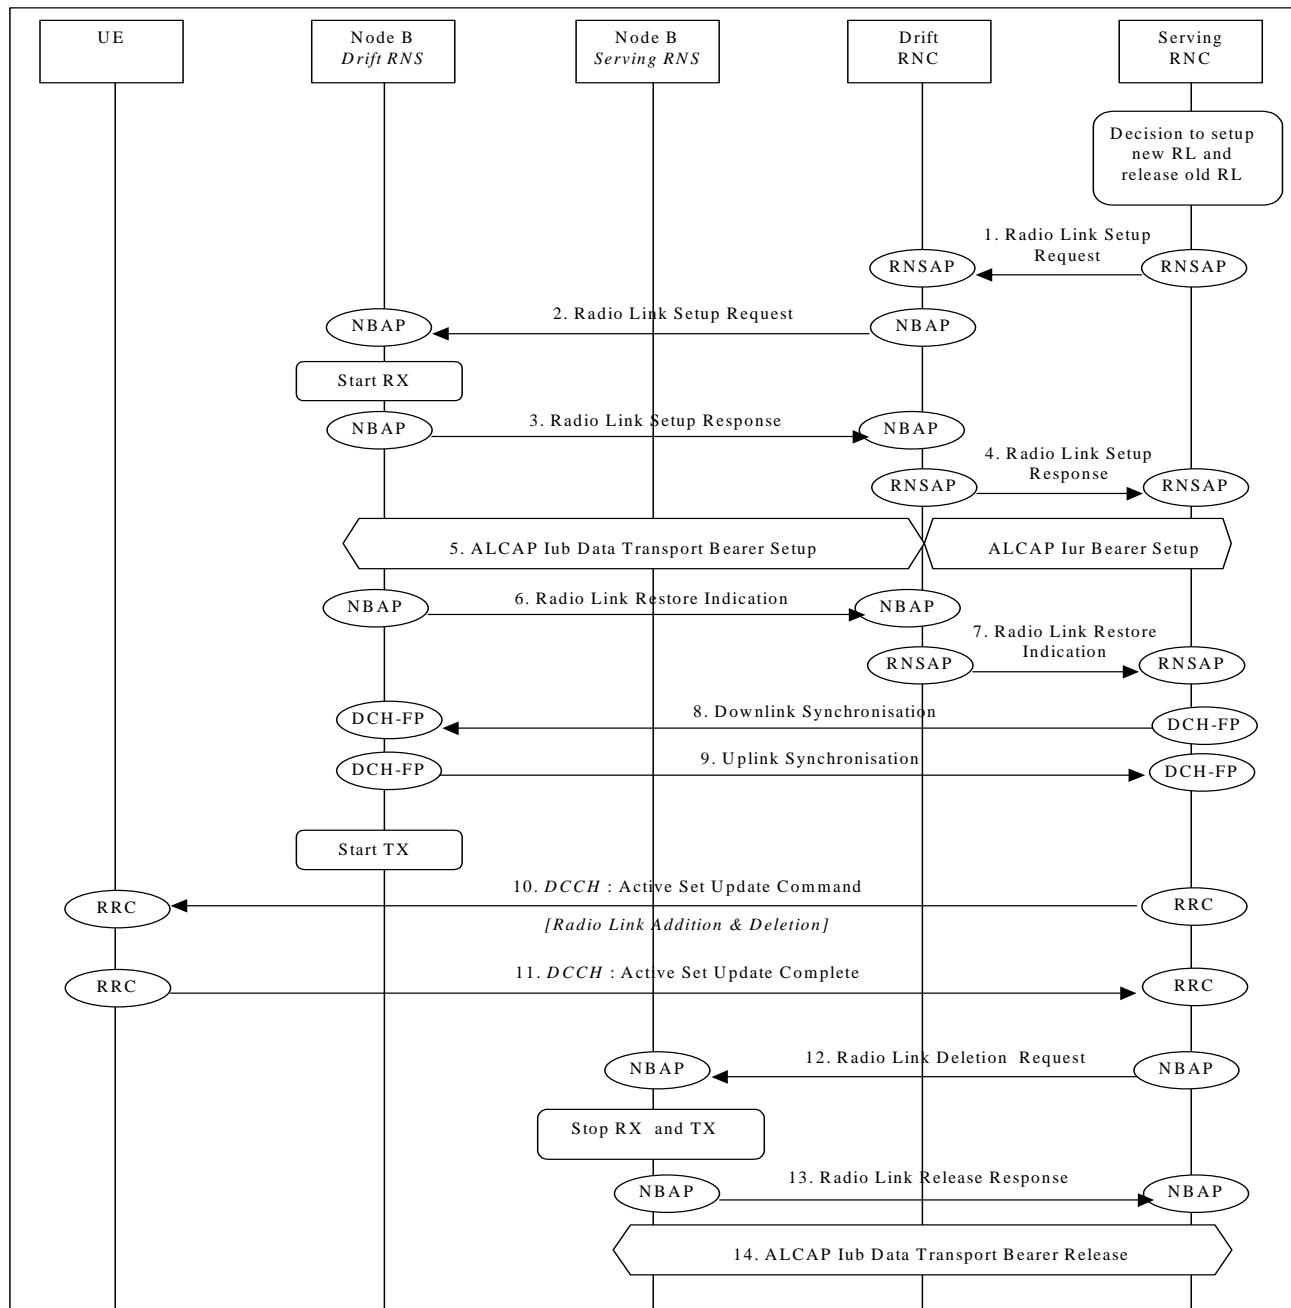 UE
Node B
Drift RNS
Node B
Serving RNS
Drift
RNC
Serving
RNC
Decision to setup
new RL and
release old RL
1. Radio Link Setup
Request
RNSAP
RNSAP
2. Radio Link Setup Request
NBAP
NBAP
Start RX
3. Radio Link Setup Response
NBAP
NBAP
4. Radio Link Setup
Response
RNSAP
RNSAP
5. ALCAP Iub Data Transport Bearer Setup
ALCAP Iur Bearer Setup
6. Radio Link Restore Indication
NBAP
NBAP
7. Radio Link Restore
Indication
RNSAP
RNSAP
8. Downlink Synchronisation
DCH-FP
DCH-FP
9. Uplink Synchronisation
DCH-FP
DCH-FP
Start TX
10. DCCH : Active Set Update Command
RRC
RRC
[Radio Link Addition & Deletion]
11. DCCH : Active Set Update Complete
RRC
RRC
12. Radio Link Deletion Request
NBAP
NBAP
Stop RX and TX
13. Radio Link Release Response
NBAP
NBAP
14. ALCAP Iub Data Transport Bearer Release